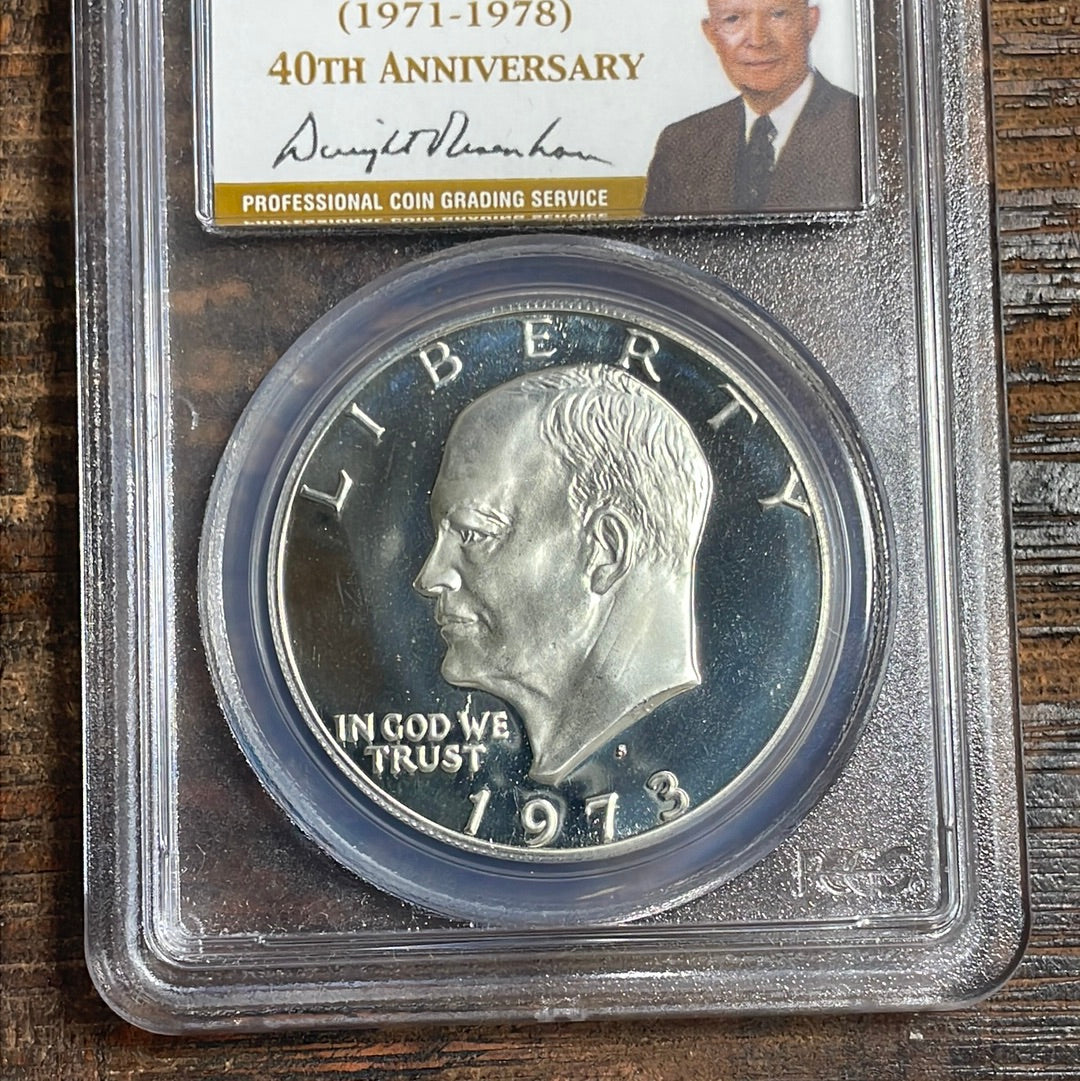 (1971-1978)
40TH ANNIVERSARY
Dwight Eisenhower
PROFESSIONAL COIN GRADING SERVICE
LIBERTY
IN GOD WE
TRUST
S
1973
PCGS